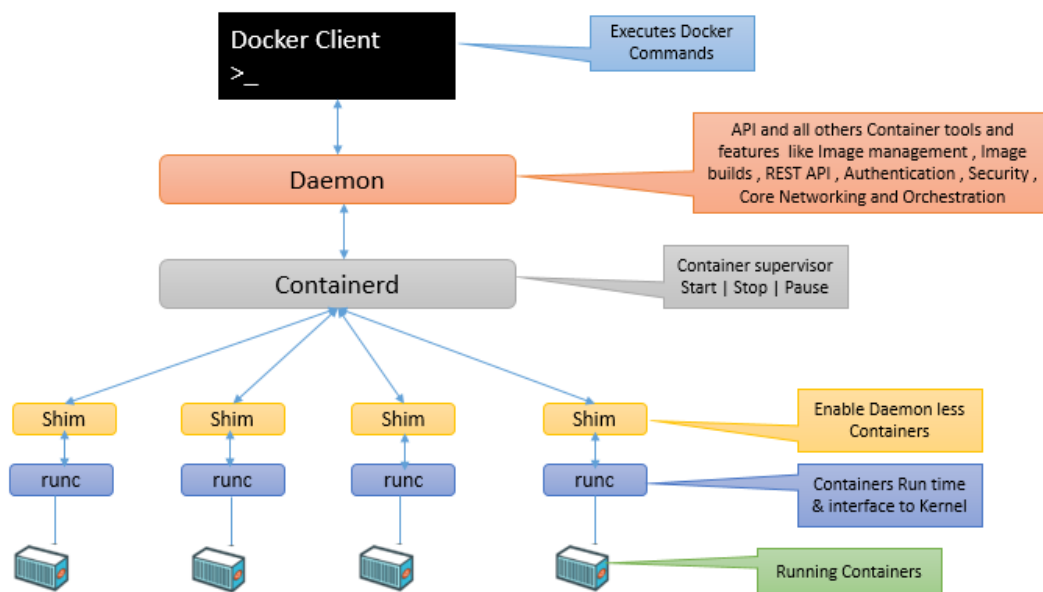 Docker Client
>_
Executes Docker
Commands
Daemon
API and all others Container tools and
features like Image management , Image
builds , REST API , Authentication , Security ,
Core Networking and Orchestration
Containerd
Container supervisor
Start | Stop | Pause
Shim
Shim
Shim
Shim
Enable Daemon less
Containers
runc
runc
runc
runc
Containers Run time
& interface to Kernel
Running Containers